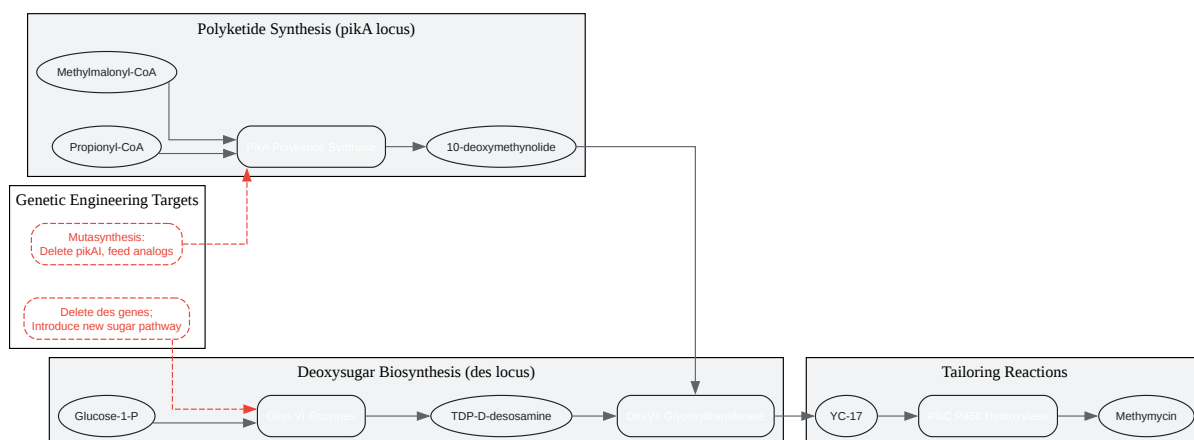 Polyketide Synthesis (pikA locus)
Methylmalonyl-CoA
Propionyl-CoA
PikA Polyketide Synthase
10-deoxymethynolide
Genetic Engineering Targets
Mutasynthesis:
Delete pikAI, feed analogs
Delete des genes;
Introduce new sugar pathway
Deoxysugar Biosynthesis (des locus)
Glucose-1-P
DesI-VI Enzymes
TDP-D-desosamine
DesVII Glycosyltransferase
Tailoring Reactions
YC-17
PikC P450 Hydroxylase
Methymycin